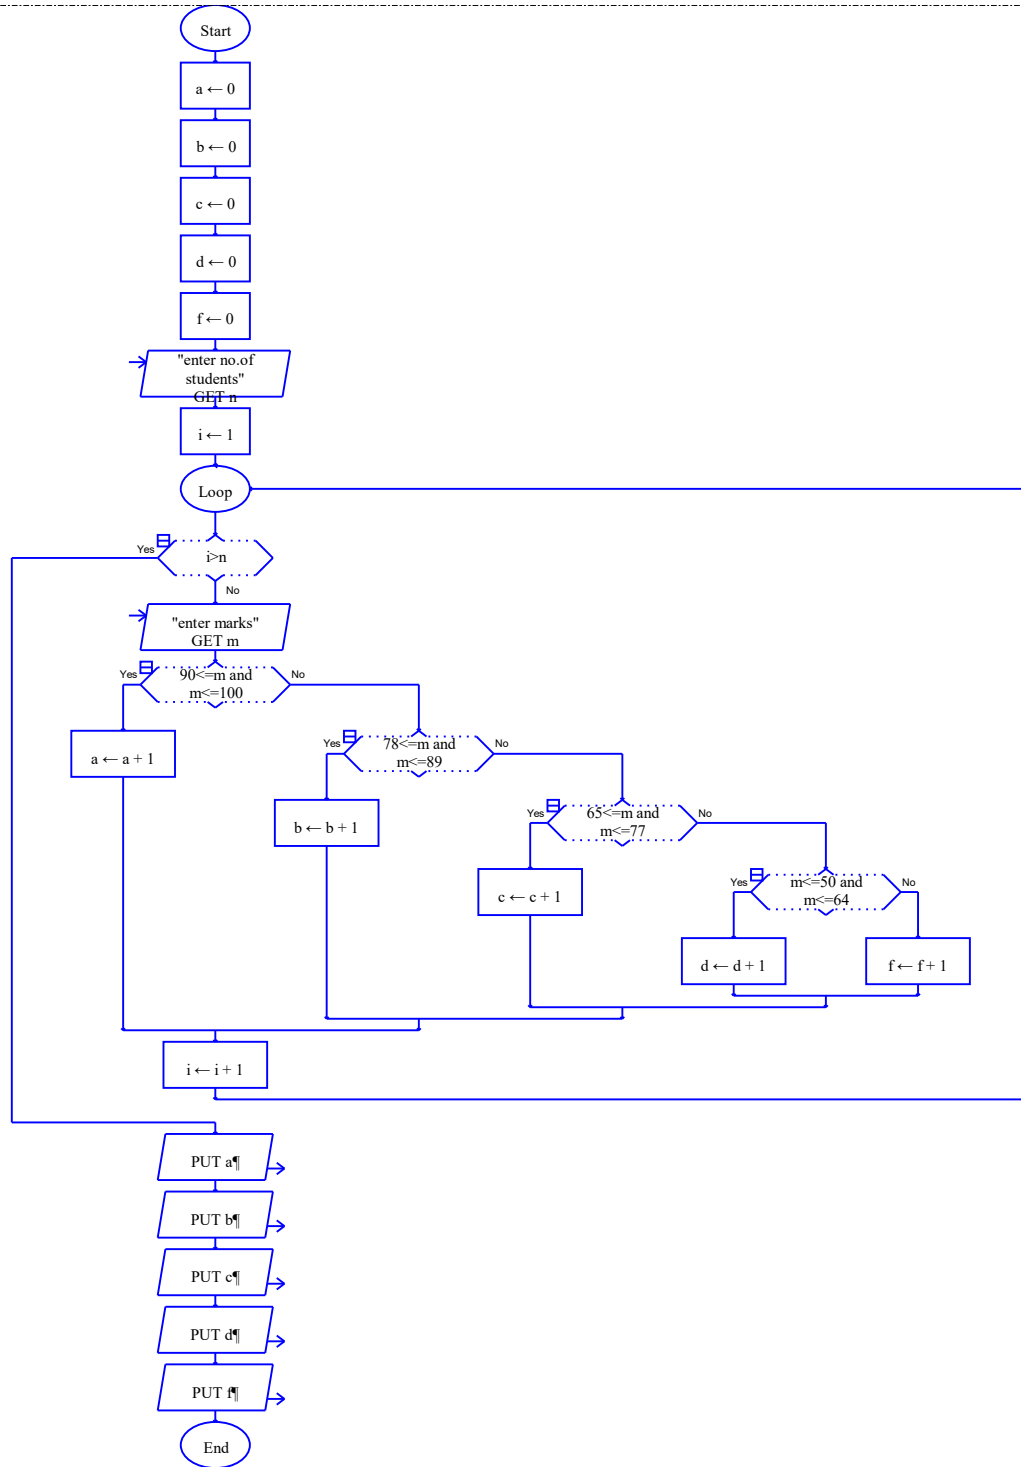 Start
a ← 0
b ← 0
c ← 0
d ← 0
f ← 0
"enter no.of
students"
GET n
i ← 1
Loop
Yes
i>n
No
"enter marks"
GET m
Yes
90<=m and
m<=100
No
a ← a + 1
Yes
78<=m and
m<=89
No
b ← b + 1
Yes
65<=m and
m<=77
No
c ← c + 1
Yes
m<=50 and
m<=64
No
d ← d + 1
f ← f + 1
i ← i + 1
PUT a¶
PUT b¶
PUT c¶
PUT d¶
PUT f¶
End